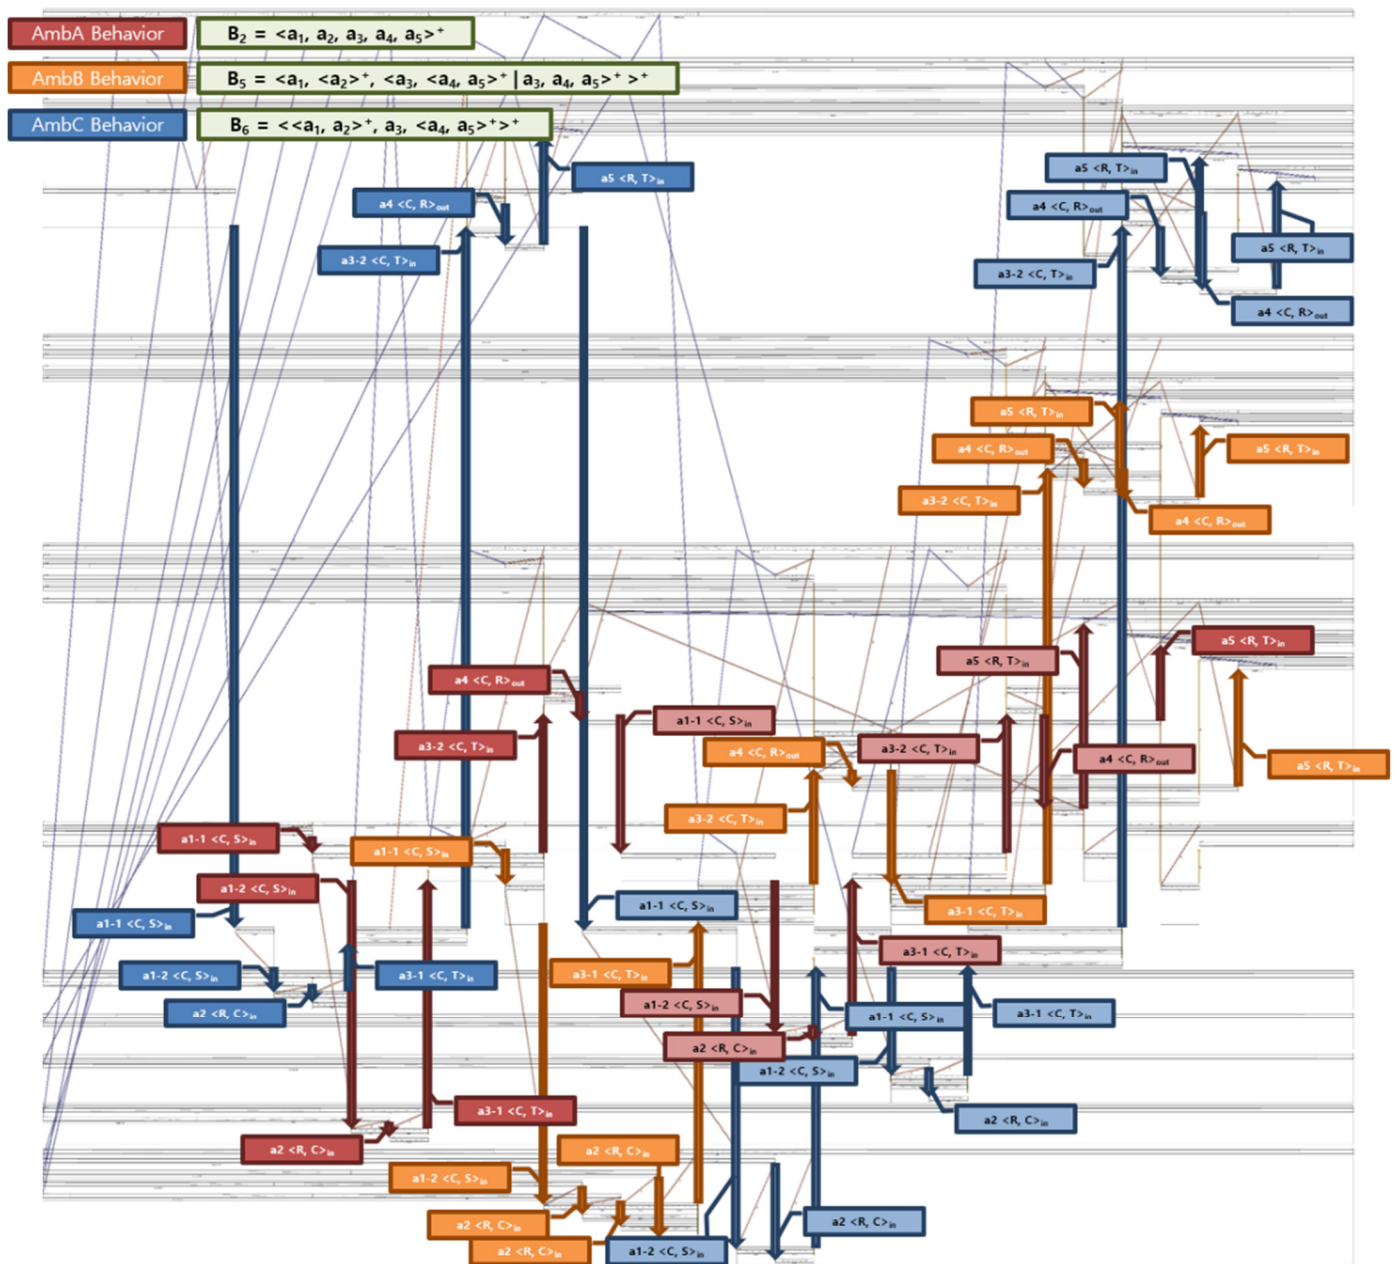 AmbA Behavior
B₂ = <a₁, a₂, a₃, a₄, a₅>⁺
AmbB Behavior
B₅ = <a₁, <a₂>⁺, <a₃, <a₄, a₅>⁺ | a₃, a₄, a₅>⁺ >⁺
AmbC Behavior
B₆ = <<a₁, a₂>⁺, a₃, <a₄, a₅>⁺>⁺
a5 <R, T>in
a5 <R, T>in
a4 <C, R>out
a4 <C, R>out
a5 <R, T>in
a3-2 <C, T>in
a3-2 <C, T>in
a4 <C, R>out
a5 <R, T>in
a4 <C, R>out
a5 <R, T>in
a3-2 <C, T>in
a4 <C, R>out
a5 <R, T>in
a5 <R, T>in
a4 <C, R>out
a1-1 <C, S>in
a3-2 <C, T>in
a4 <C, R>out
a3-2 <C, T>in
a4 <C, R>out
a5 <R, T>in
a3-2 <C, T>in
a1-1 <C, S>in
a1-1 <C, S>in
a1-2 <C, S>in
a1-1 <C, S>in
a3-1 <C, T>in
a1-1 <C, S>in
a3-1 <C, T>in
a1-2 <C, S>in
a3-1 <C, T>in
a3-1 <C, T>in
a1-2 <C, S>in
a2 <R, C>in
a1-1 <C, S>in
a3-1 <C, T>in
a2 <R, C>in
a1-2 <C, S>in
a3-1 <C, T>in
a2 <R, C>in
a2 <R, C>in
a2 <R, C>in
a1-2 <C, S>in
a2 <R, C>in
a2 <R, C>in
a2 <R, C>in
a1-2 <C, S>in